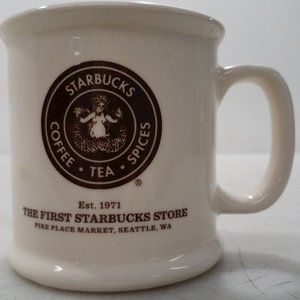 STARBUCKS
COFFEE • TEA • SPICES
®
Est. 1971
THE FIRST STARBUCKS STORE
PIKE PLACE MARKET, SEATTLE, WA